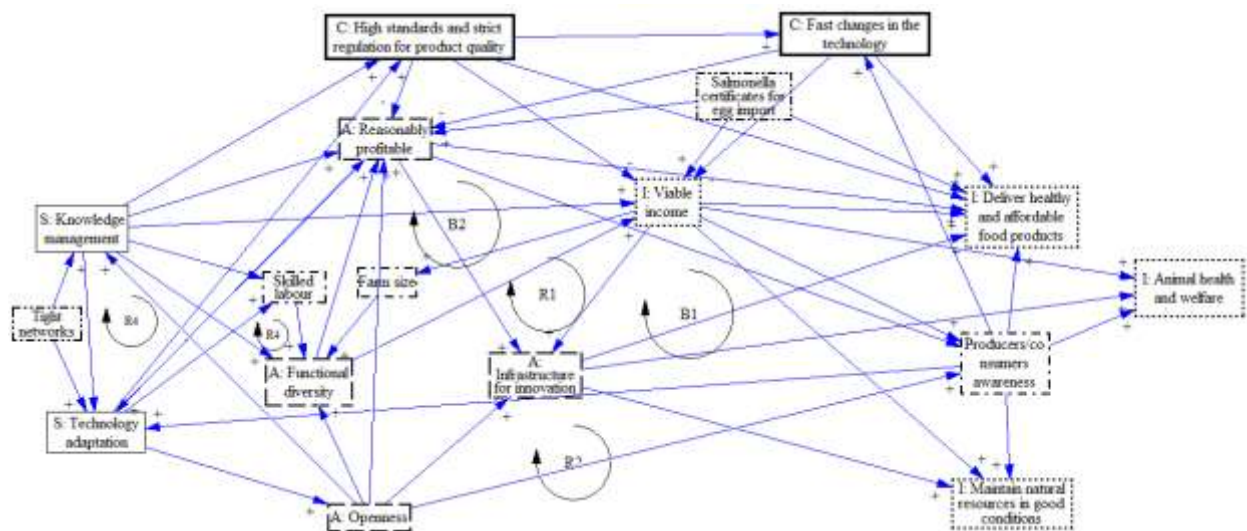 C: High standards and strict
regulation for product quality
C: Fast changes in the
technology
Salmonella
certificates for
egg import
A: Reasonably
profitable
I: Viable
income
I: Deliver healthy
and affordable
food products
S: Knowledge
management
B2
Skilled
labour
Farm size
I: Animal health
and welfare
Tight
networks
R4
R4
R1
B1
A: Functional
diversity
A:
Infrastructure
for innovation
Producers/co
nsumers
awareness
S: Technology
adaptation
R2
A: Openness
I: Maintain natural
resources in good
conditions